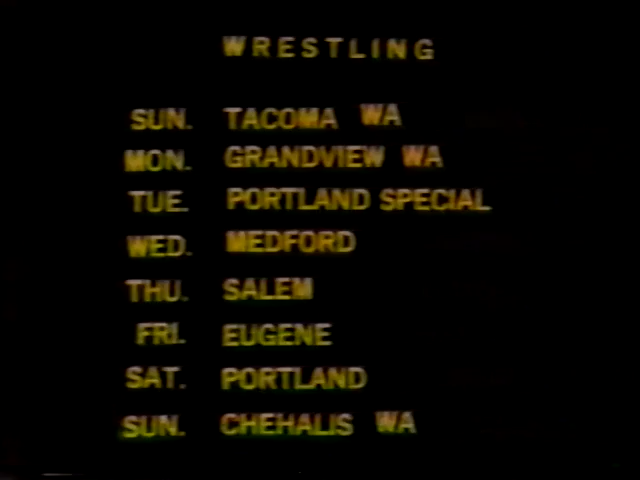 WRESTLING
SUN. TACOMA WA
MON. GRANDVIEW WA
TUE. PORTLAND SPECIAL
WED. MEDFORD
THU. SALEM
FRI. EUGENE
SAT. PORTLAND
SUN. CHEHALIS WA